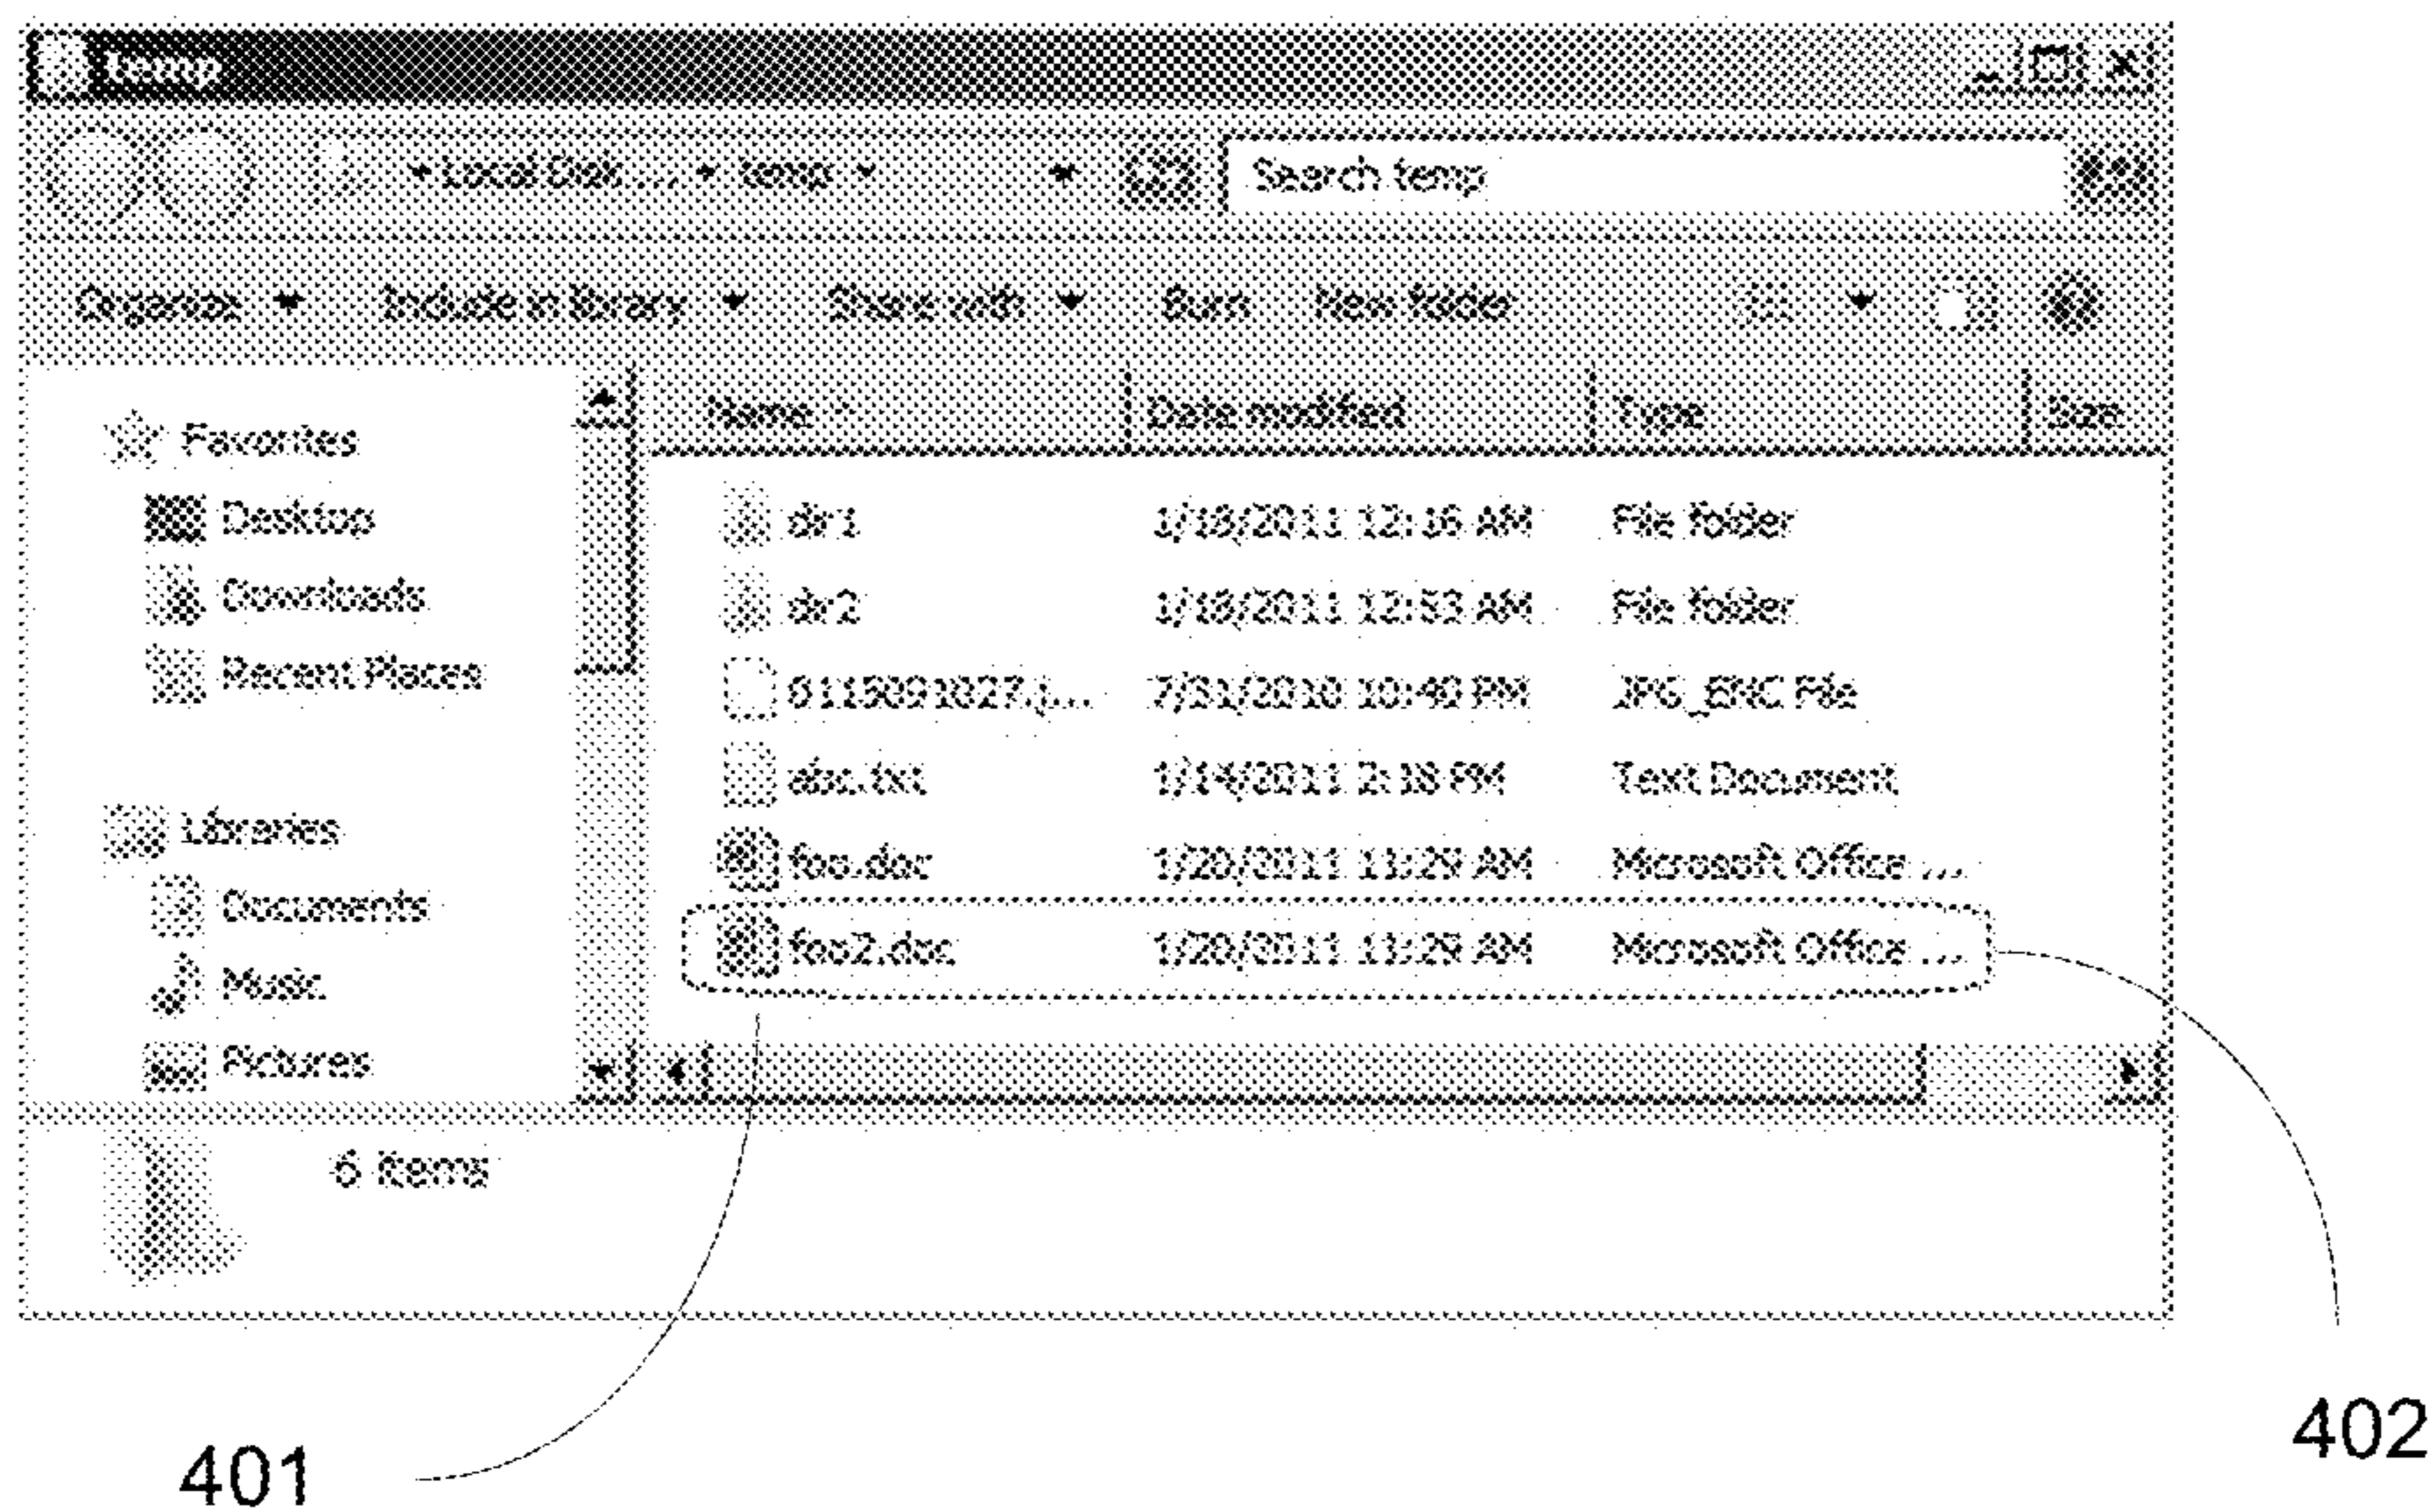 temp
Local Disk ... temp Search temp
Organize Include in library Share with Burn New folder
Name Date modified Type Size
Favorites
Desktop
Downloads
Recent Places
Libraries
Documents
Music
Pictures
dir1 1/18/2011 12:16 AM File folder
dir2 1/18/2011 12:53 AM File folder
0115091027.j... 7/31/2010 10:40 PM JPG_ENC File
abc.txt 1/14/2011 2:18 PM Text Document
foo.doc 1/20/2011 11:29 AM Microsoft Office ...
foo2.doc 1/20/2011 11:29 AM Microsoft Office ...
6 items
401
402